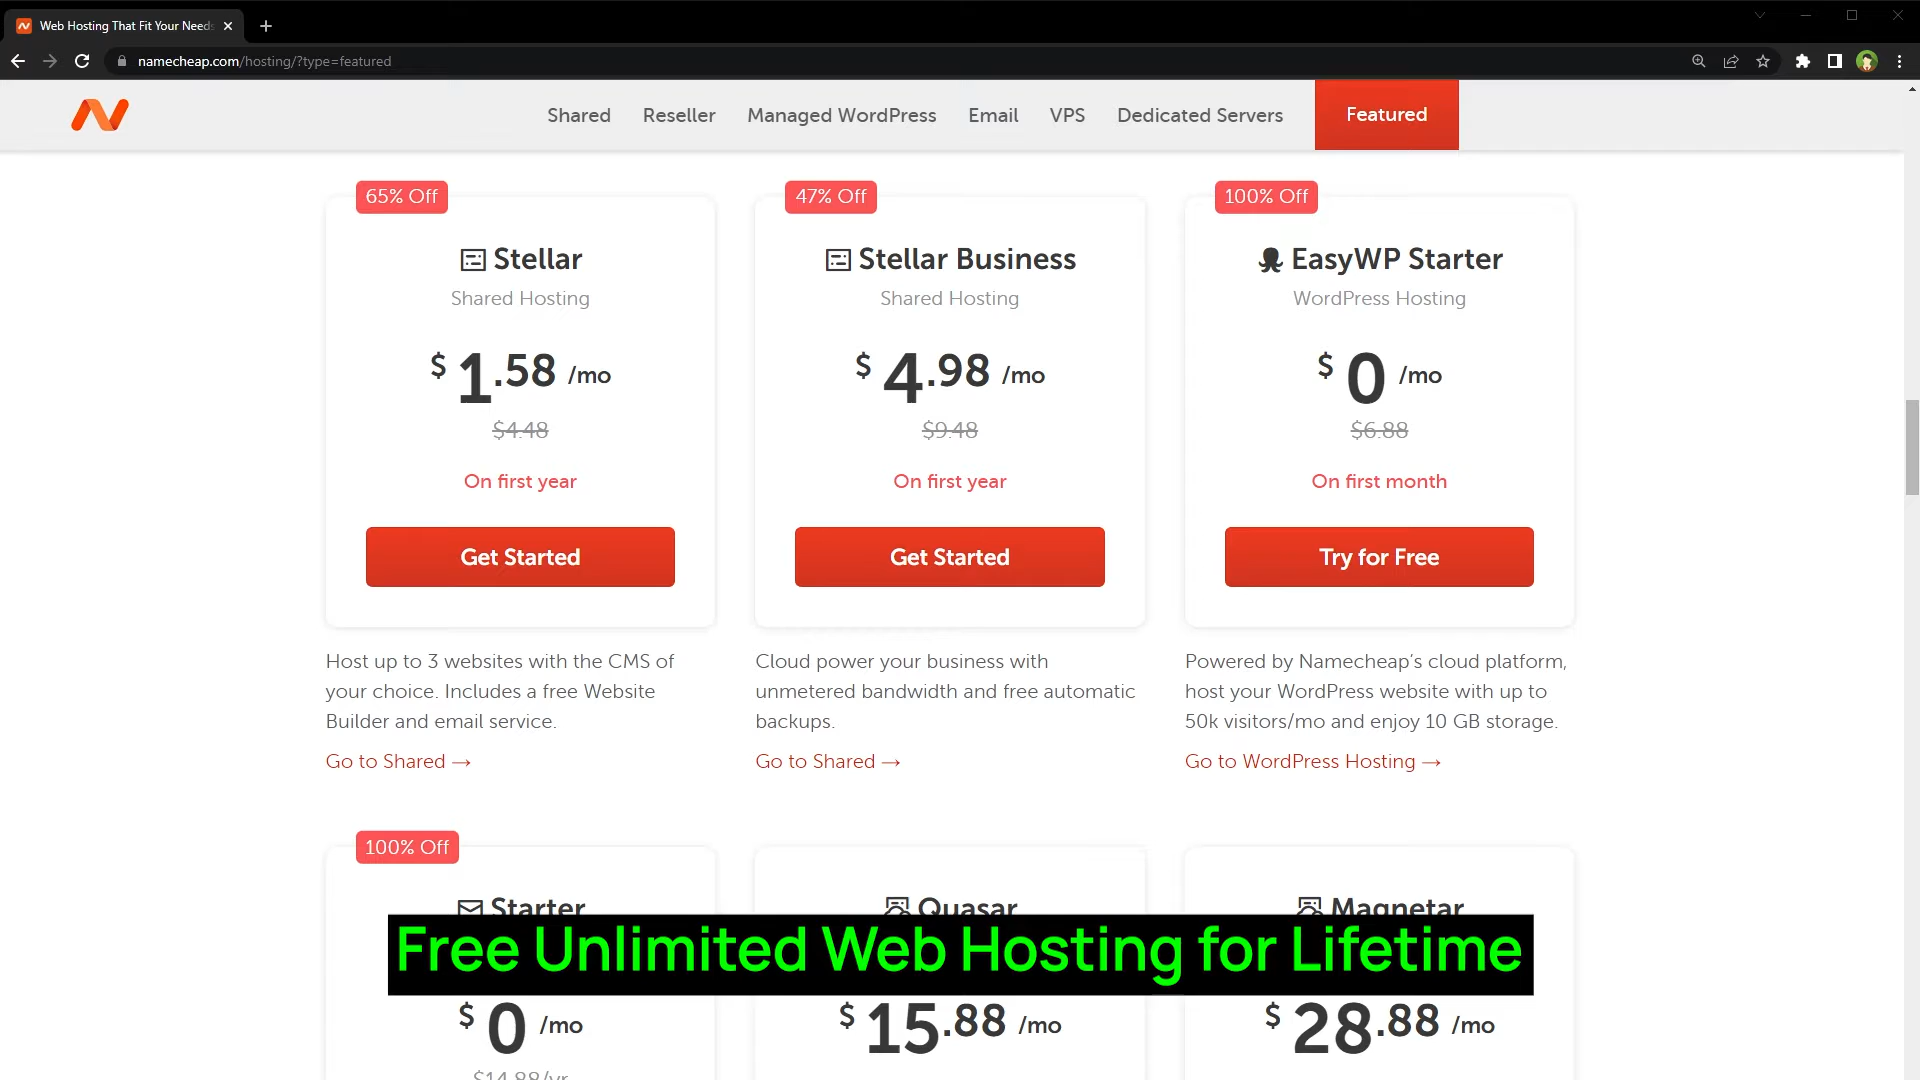 Web Hosting That Fit Your Needs
namecheap.com/hosting/?type=featured
Shared Reseller Managed WordPress Email VPS Dedicated Servers Featured
65% Off
Stellar
Shared Hosting
$ 1.58 /mo
$4.48
On first year
Get Started
Host up to 3 websites with the CMS of
your choice. Includes a free Website
Builder and email service.
Go to Shared →
47% Off
Stellar Business
Shared Hosting
$ 4.98 /mo
$9.48
On first year
Get Started
Cloud power your business with
unmetered bandwidth and free automatic
backups.
Go to Shared →
100% Off
EasyWP Starter
WordPress Hosting
$ 0 /mo
$6.88
On first month
Try for Free
Powered by Namecheap’s cloud platform,
host your WordPress website with up to
50k visitors/mo and enjoy 10 GB storage.
Go to WordPress Hosting →
100% Off
Starter
$ 0 /mo
$14.88/yr
Quasar
$ 15.88 /mo
Magnetar
$ 28.88 /mo
Free Unlimited Web Hosting for Lifetime